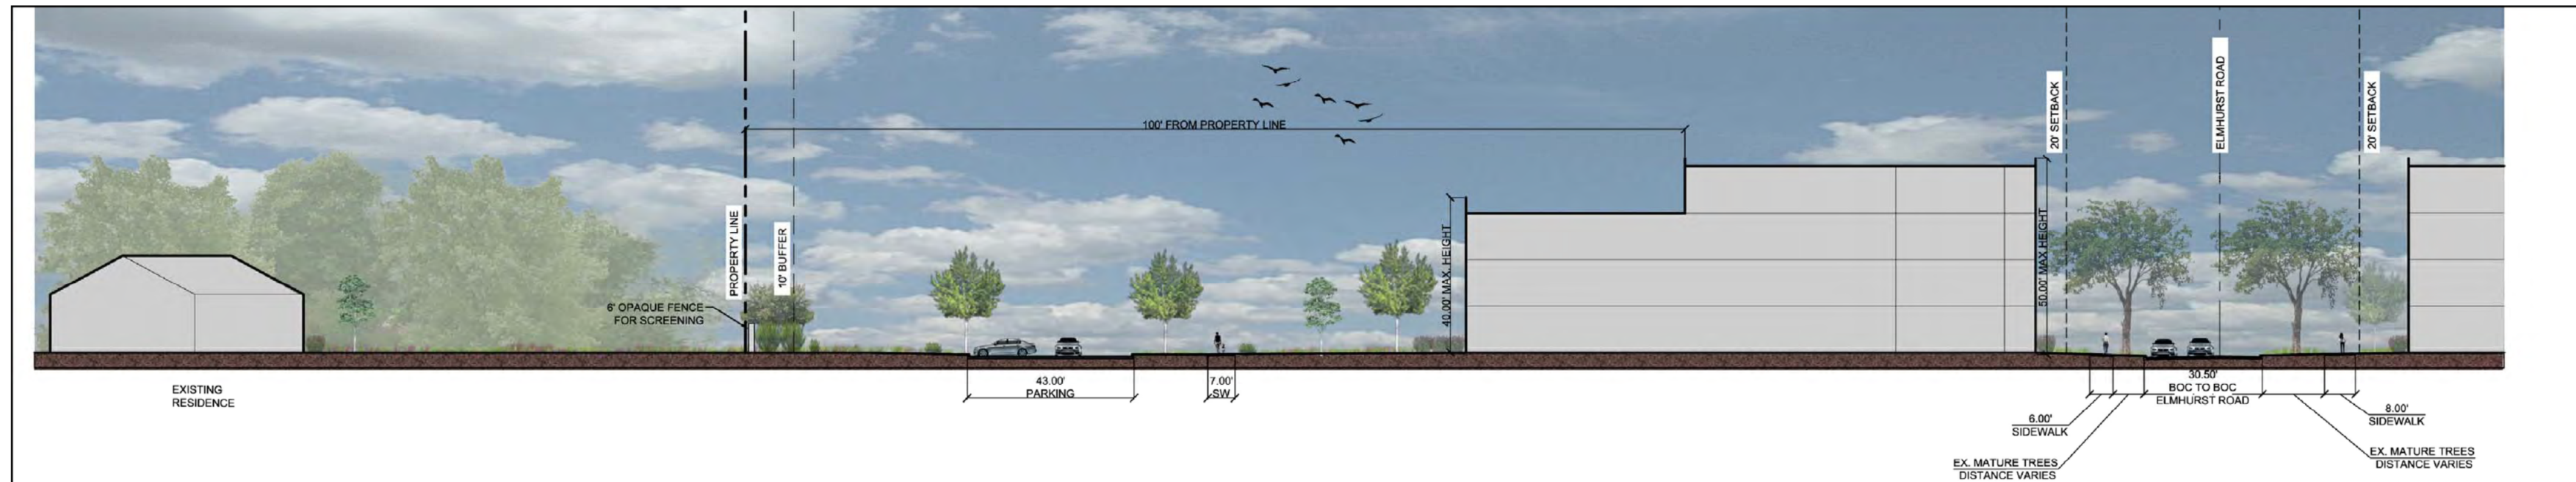 EXISTING
RESIDENCE
6' OPAQUE FENCE
FOR SCREENING
PROPERTY LINE
10' BUFFER
100' FROM PROPERTY LINE
43.00'
PARKING
7.00'
SW
40.00' MAX. HEIGHT
50.00' MAX HEIGHT
20' SETBACK
ELMHURST ROAD
20' SETBACK
6.00'
SIDEWALK
EX. MATURE TREES
DISTANCE VARIES
30.50'
BOC TO BOC
ELMHURST ROAD
8.00'
SIDEWALK
EX. MATURE TREES
DISTANCE VARIES